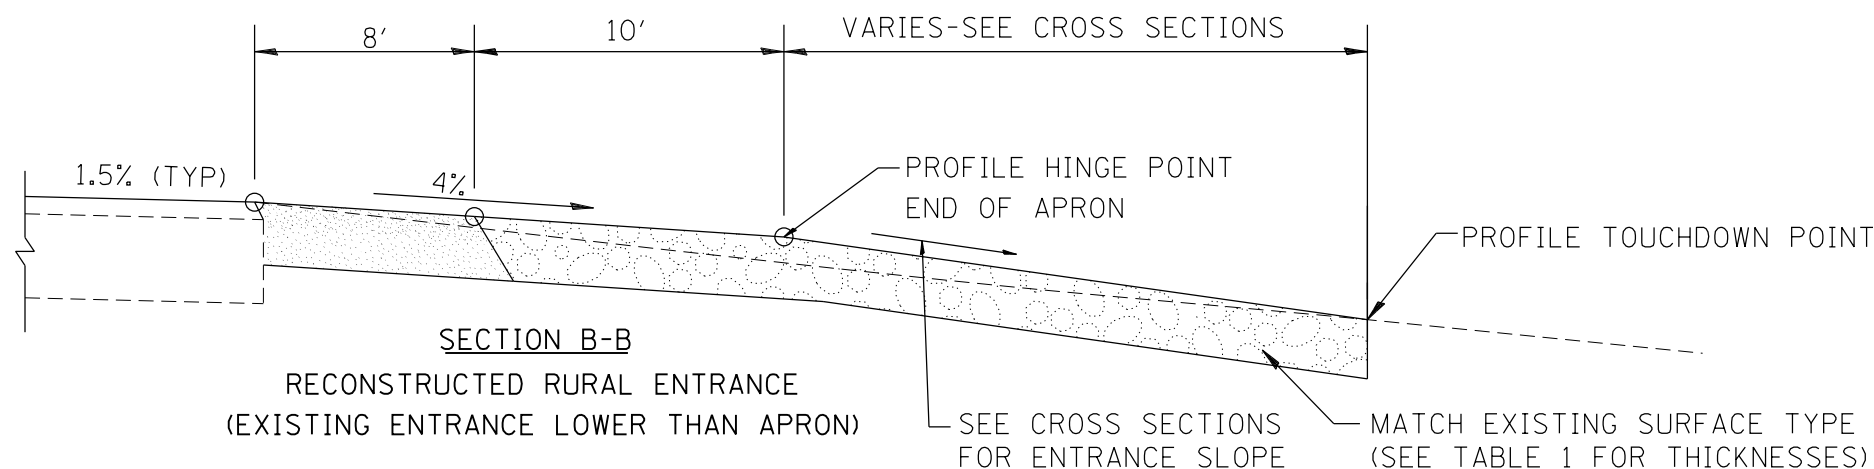 8'
10'
VARIES-SEE CROSS SECTIONS
1.5% (TYP)
4%
PROFILE HINGE POINT
END OF APRON
PROFILE TOUCHDOWN POINT
SECTION B-B
RECONSTRUCTED RURAL ENTRANCE
(EXISTING ENTRANCE LOWER THAN APRON)
SEE CROSS SECTIONS
FOR ENTRANCE SLOPE
MATCH EXISTING SURFACE TYPE
(SEE TABLE 1 FOR THICKNESSES)